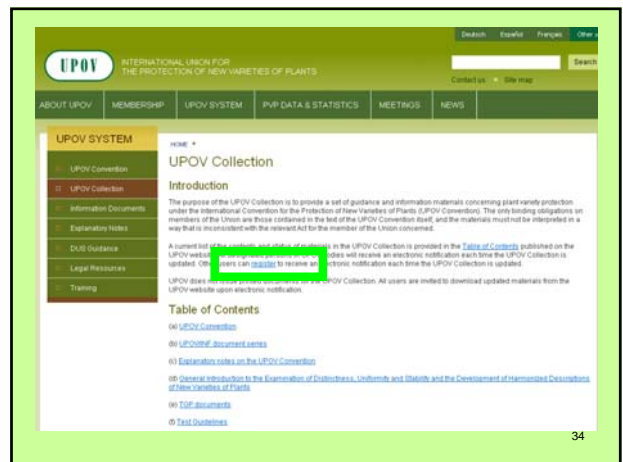 Deutsch Español Français Other
UPOV
INTERNATIONAL UNION FOR
THE PROTECTION OF NEW VARIETIES OF PLANTS
Search
Contact us Site map
ABOUT UPOV MEMBERSHIP UPOV SYSTEM PVP DATA & STATISTICS MEETINGS NEWS
UPOV SYSTEM
UPOV Convention
UPOV Collection
Information Documents
Explanatory Notes
DUS Guidance
Legal Resources
Training
HOME
UPOV Collection
Introduction
The purpose of the UPOV Collection is to provide a set of guidance and information materials concerning plant variety protection
under the International Convention for the Protection of New Varieties of Plants (UPOV Convention). The only binding obligations on
members of the Union are those contained in the text of the UPOV Convention itself, and the materials must not be interpreted in a
way that is inconsistent with the relevant Act for the member of the Union concerned.
A current list of the contents and status of materials in the UPOV Collection is provided in the Table of Contents published on the
UPOV website. will receive an electronic notification each time the UPOV Collection is
updated. Other users can register to receive an electronic notification each time the UPOV Collection is updated.
UPOV does not the UPOV Collection. All users are invited to download updated materials from the
UPOV website upon electronic notification.
Table of Contents
(a) UPOV Convention
(b) UPOV/INF document series
(c) Explanatory notes on the UPOV Convention
(d) General Introduction to the Examination of Distinctness, Uniformity and Stability and the Development of Harmonized Descriptions
of New Varieties of Plants
(e) TGP documents
(f) Test Guidelines
34